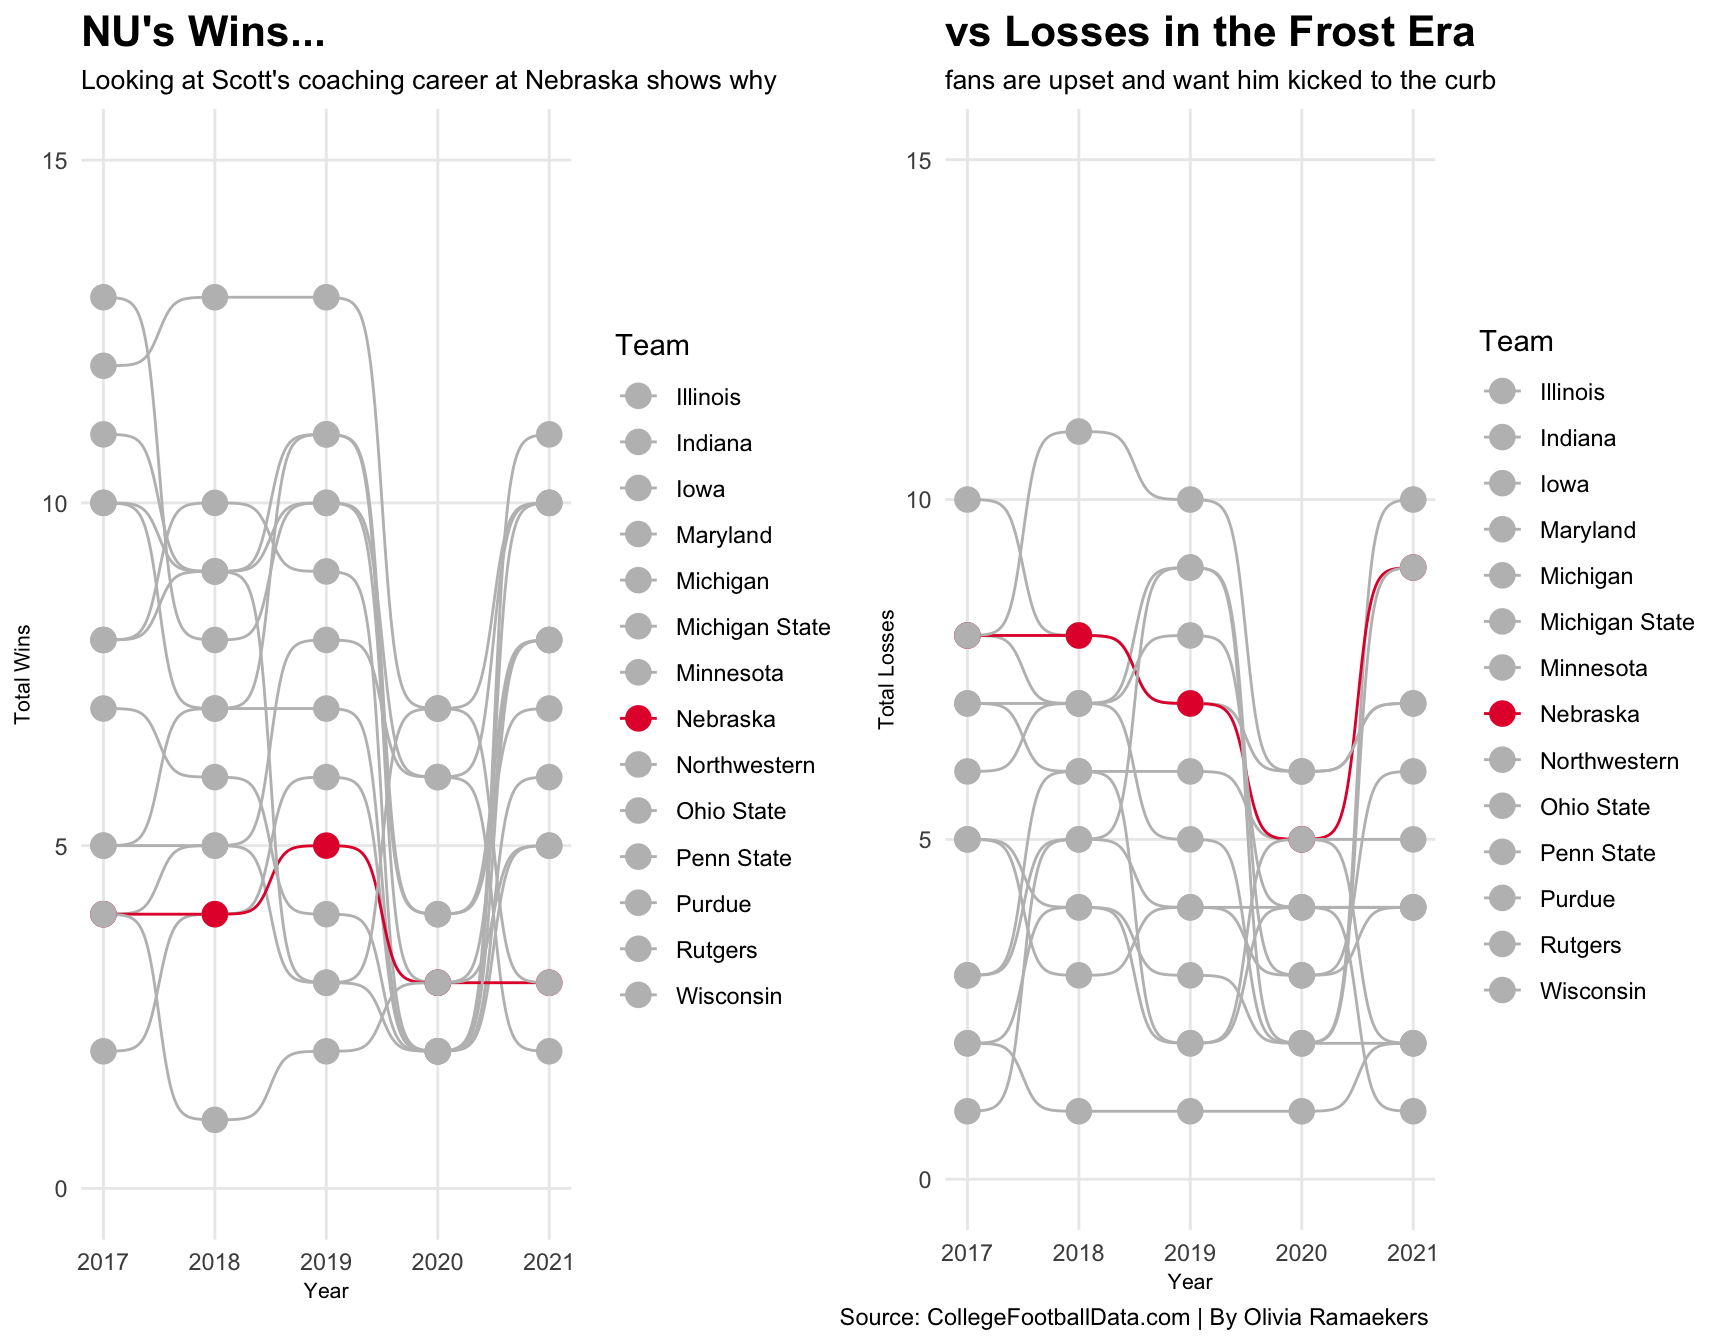 NU's Wins...
Looking at Scott's coaching career at Nebraska shows why
15
10
5
0
Total Wins
2017
2018
2019
2020
2021
Year
Team
Illinois
Indiana
Iowa
Maryland
Michigan
Michigan State
Minnesota
Nebraska
Northwestern
Ohio State
Penn State
Purdue
Rutgers
Wisconsin
vs Losses in the Frost Era
fans are upset and want him kicked to the curb
15
10
5
0
Total Losses
2017
2018
2019
2020
2021
Year
Team
Illinois
Indiana
Iowa
Maryland
Michigan
Michigan State
Minnesota
Nebraska
Northwestern
Ohio State
Penn State
Purdue
Rutgers
Wisconsin
Source: CollegeFootballData.com | By Olivia Ramaekers